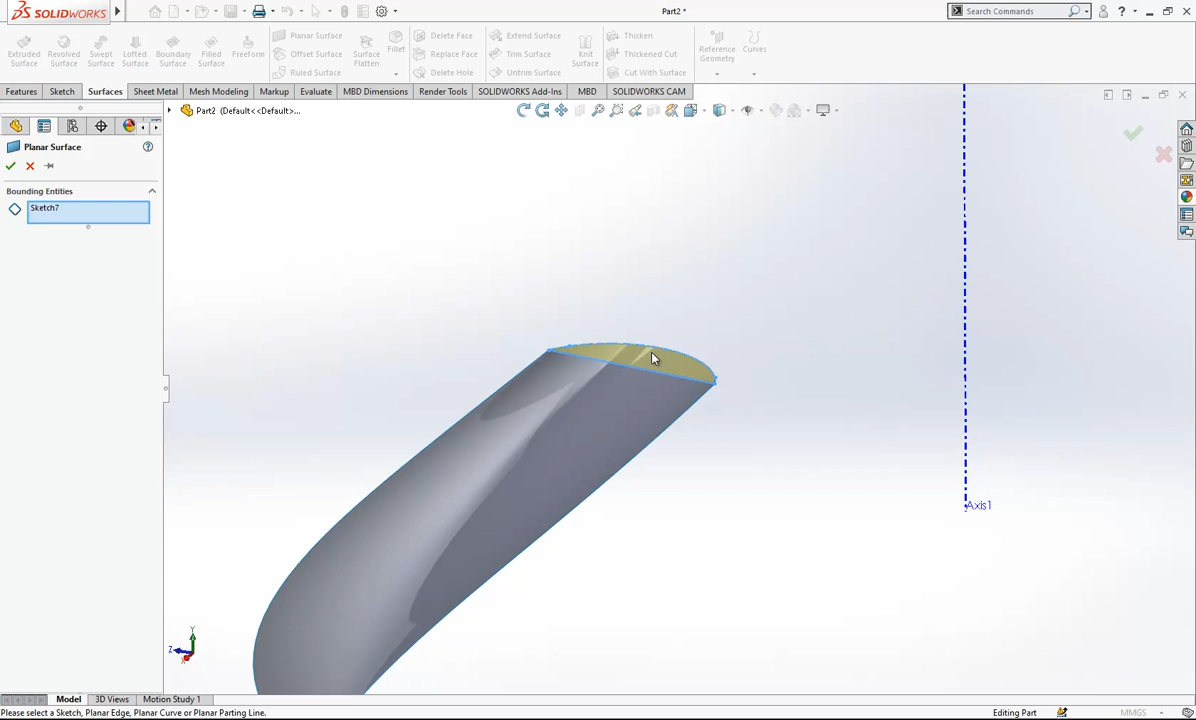 SOLIDWORKS
Part2 *
Search Commands
?
Extruded Surface
Revolved Surface
Swept Surface
Lofted Surface
Boundary Surface
Filled Surface
Freeform
Planar Surface
Offset Surface
Ruled Surface
Surface Flatten
Fillet
Delete Face
Replace Face
Delete Hole
Extend Surface
Trim Surface
Untrim Surface
Knit Surface
Thicken
Thickened Cut
Cut With Surface
Reference Geometry
Curves
Features
Sketch
Surfaces
Sheet Metal
Mesh Modeling
Markup
Evaluate
MBD Dimensions
Render Tools
SOLIDWORKS Add-Ins
MBD
SOLIDWORKS CAM
Part2 (Default<<Default>...
Planar Surface
Bounding Entities
Sketch7
Axis1
Y
Z
X
Model
3D Views
Motion Study 1
Please select a Sketch, Planar Edge, Planar Curve or Planar Parting Line.
Editing Part
MMGS